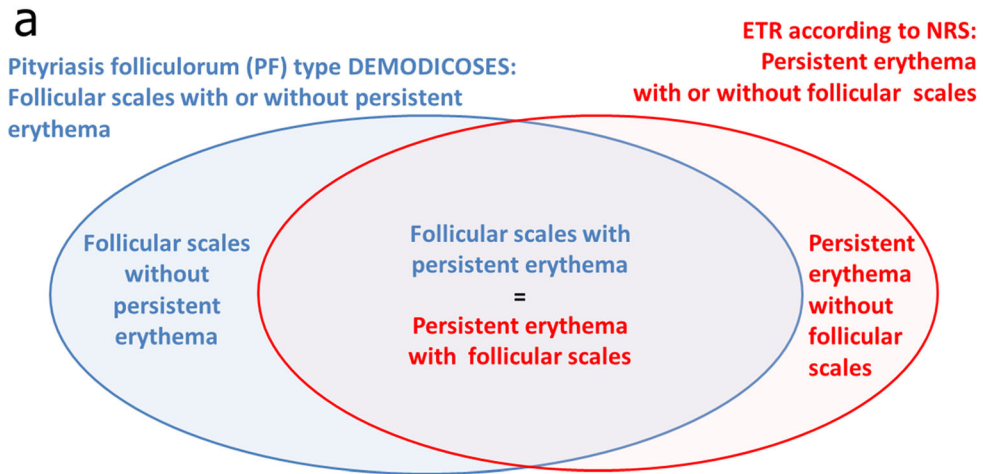 a
Pityriasis folliculorum (PF) type DEMODICOSES:
Follicular scales with or without persistent
erythema
ETR according to NRS:
Persistent erythema
with or without follicular scales
Follicular scales
without
persistent
erythema
Follicular scales with
persistent erythema
=
Persistent erythema
with follicular scales
Persistent
erythema
without
follicular
scales